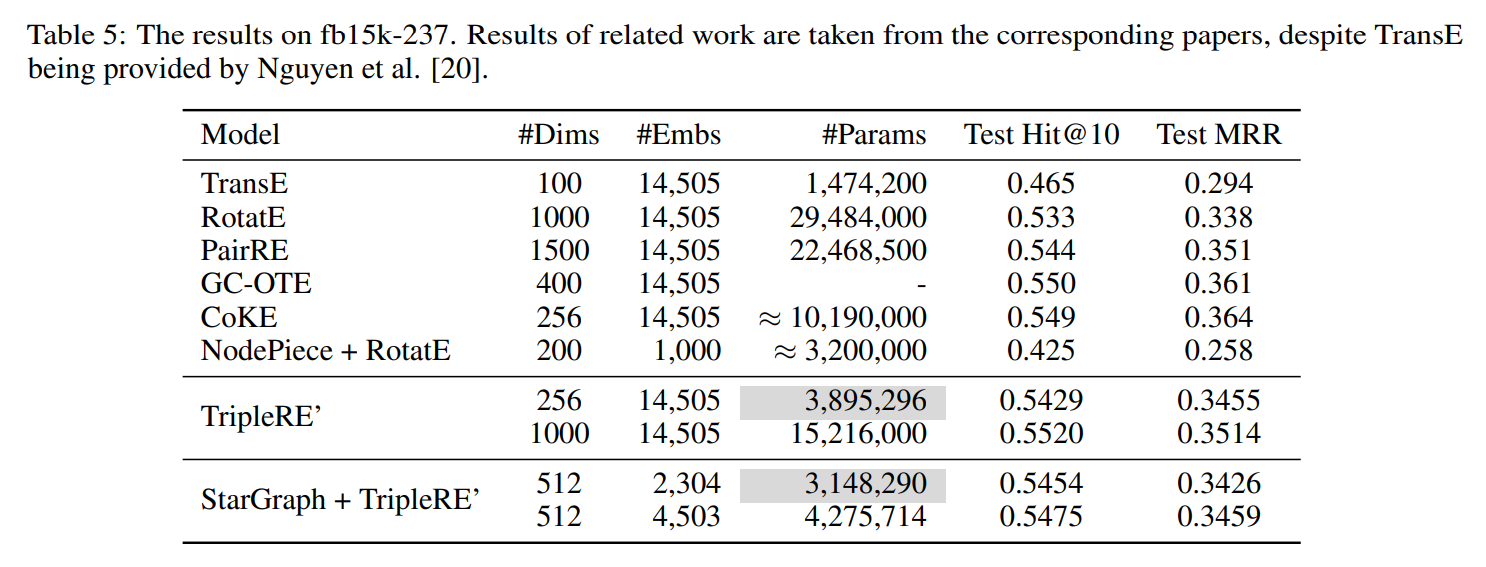 Table 5: The results on fb15k-237. Results of related work are taken from the corresponding papers, despite TransE
being provided by Nguyen et al. [20].
Model #Dims #Embs #Params Test Hit@10 Test MRR
TransE 100 14,505 1,474,200 0.465 0.294
RotatE 1000 14,505 29,484,000 0.533 0.338
PairRE 1500 14,505 22,468,500 0.544 0.351
GC-OTE 400 14,505 - 0.550 0.361
CoKE 256 14,505 ≈ 10,190,000 0.549 0.364
NodePiece + RotatE 200 1,000 ≈ 3,200,000 0.425 0.258
TripleRE’
256 14,505 3,895,296 0.5429 0.3455
1000 14,505 15,216,000 0.5520 0.3514
StarGraph + TripleRE’
512 2,304 3,148,290 0.5454 0.3426
512 4,503 4,275,714 0.5475 0.3459